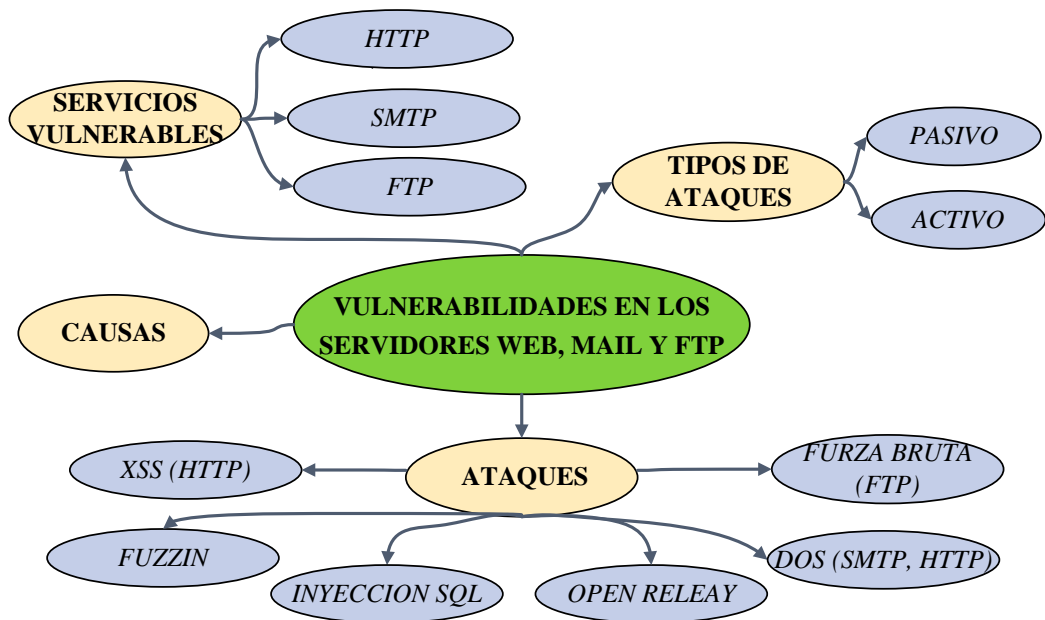 HTTP
SERVICIOS
VULNERABLES
SMTP
FTP
TIPOS DE
ATAQUES
PASIVO
ACTIVO
VULNERABILIDADES EN LOS
SERVIDORES WEB, MAIL Y FTP
CAUSAS
ATAQUES
XSS (HTTP)
FURZA BRUTA
(FTP)
FUZZIN
INYECCION SQL
OPEN RELEAY
DOS (SMTP, HTTP)